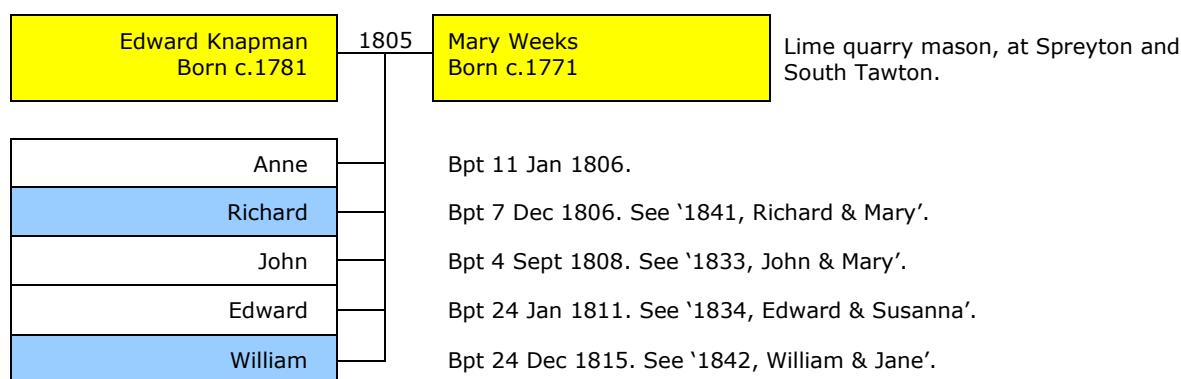 Edward Knapman
Born c.1781
1805
Mary Weeks
Born c.1771
Lime quarry mason, at Spreyton and
South Tawton.
Anne
Bpt 11 Jan 1806.
Richard
Bpt 7 Dec 1806. See ‘1841, Richard & Mary’.
John
Bpt 4 Sept 1808. See ‘1833, John & Mary’.
Edward
Bpt 24 Jan 1811. See ‘1834, Edward & Susanna’.
William
Bpt 24 Dec 1815. See ‘1842, William & Jane’.